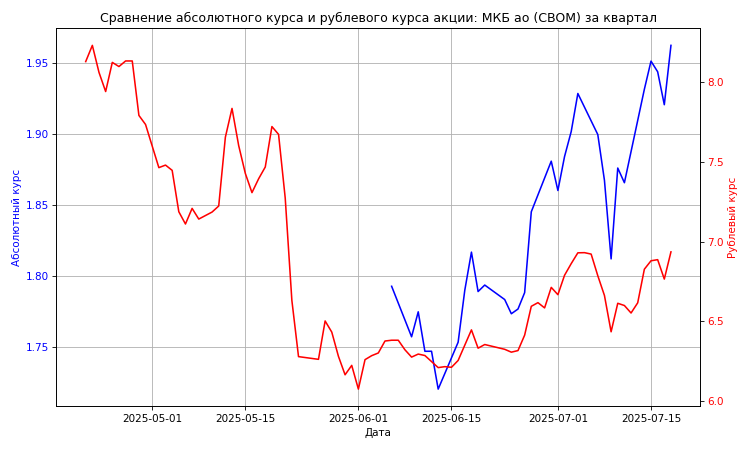 Сравнение абсолютного курса и рублевого курса акции: МКБ ао (CBOM) за квартал
Абсолютный курс
1.95
1.90
1.85
1.80
1.75
8.0
7.5
7.0
6.5
6.0
Рублевый курс
2025-05-01 2025-05-15 2025-06-01 2025-06-15 2025-07-01 2025-07-15
Дата